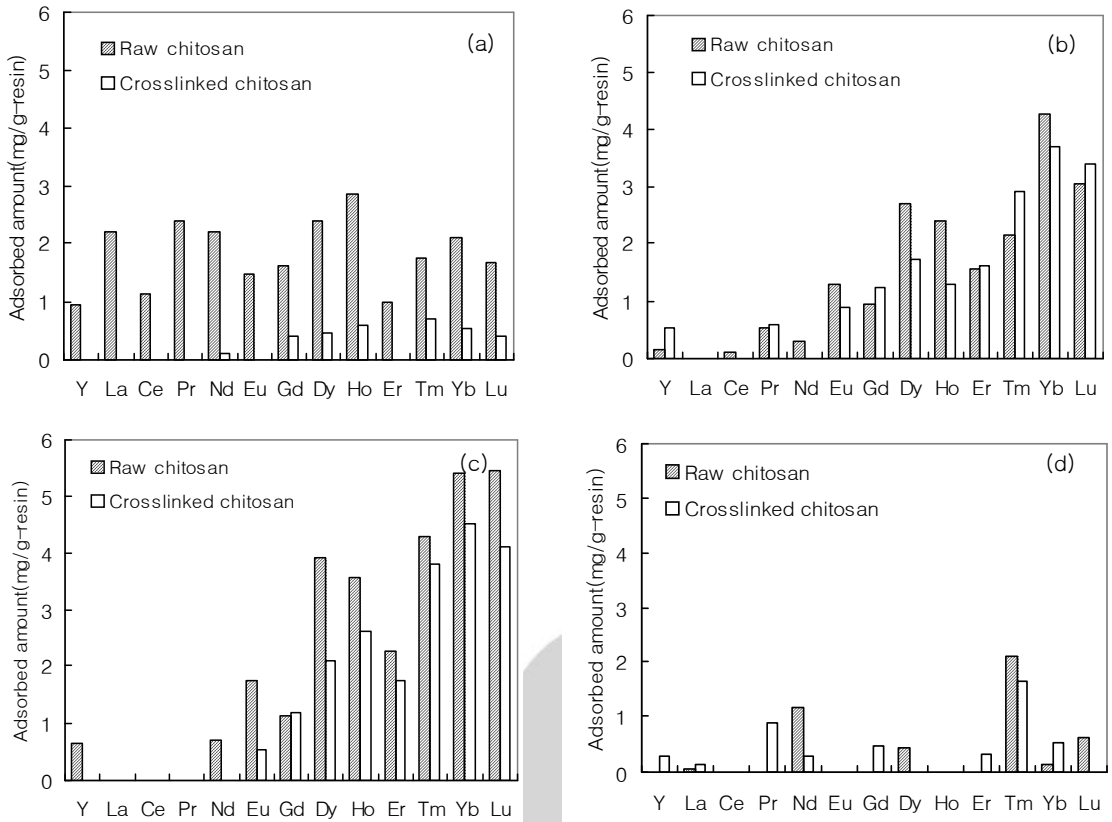 6
5
4
3
2
1
0
Adsorbed amount(mg/g-resin)
Raw chitosan
Crosslinked chitosan
(a)
Y La Ce Pr Nd Eu Gd Dy Ho Er Tm Yb Lu
6
5
4
3
2
1
0
Adsorbed amount(mg/g-resin)
Raw chitosan
Crosslinked chitosan
(b)
Y La Ce Pr Nd Eu Gd Dy Ho Er Tm Yb Lu
6
5
4
3
2
1
0
Adsorbed amount(mg/g-resin)
Raw chitosan
Crosslinked chitosan
(c)
Y La Ce Pr Nd Eu Gd Dy Ho Er Tm Yb Lu
6
5
4
3
2
1
0
Adsorbed amount(mg/g-resin)
Raw chitosan
Crosslinked chitosan
(d)
Y La Ce Pr Nd Eu Gd Dy Ho Er Tm Yb Lu